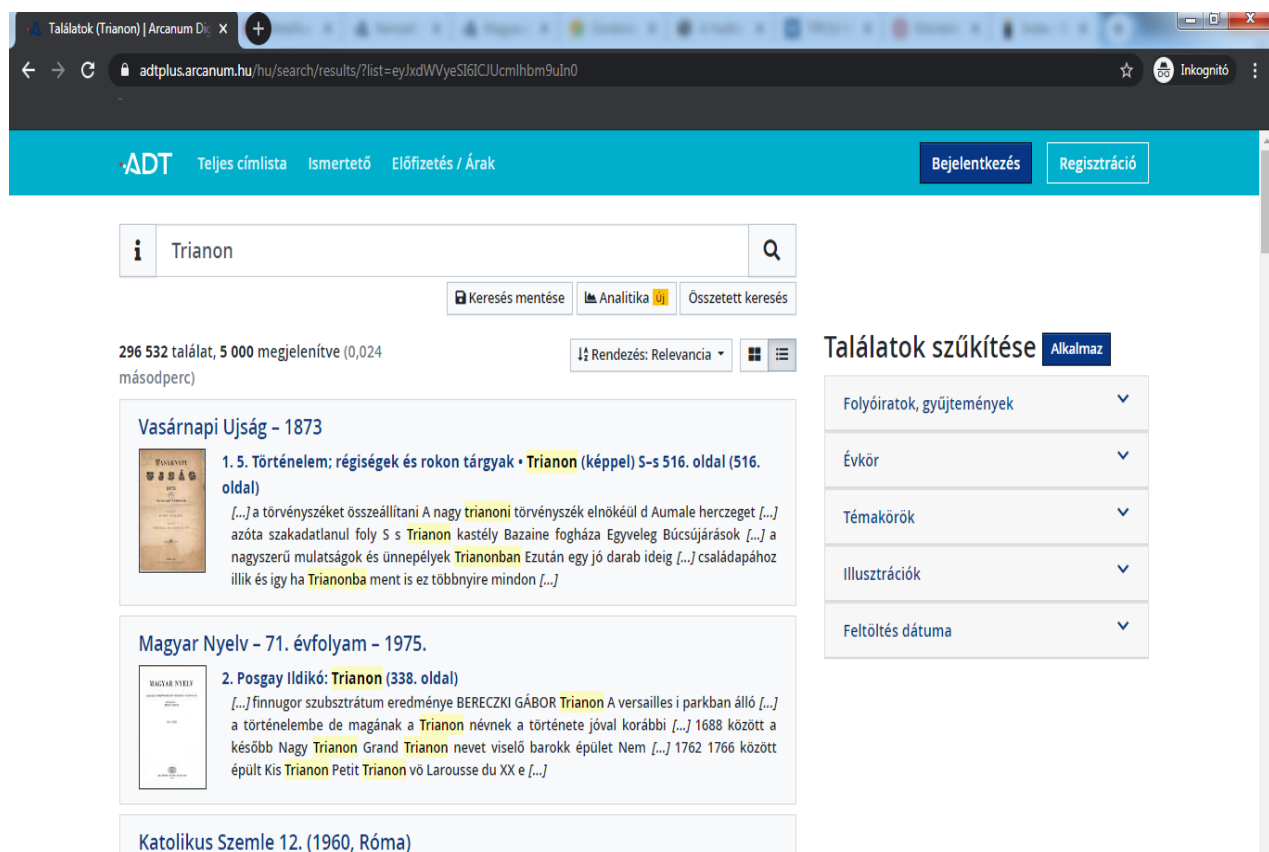 Találatok (Trianon) | Arcanum Dig
adtplus.arcanum.hu/hu/search/results/?list=eyJxdWVyeSI6ICJUcmlhbm9uIn0
Inkognitó
ADT Teljes címlista Ismertető Előfizetés / Árak Bejelentkezés Regisztráció
i Trianon
Keresés mentése Analitika új Összetett keresés
296 532 találat, 5 000 megjelenítve (0,024
másodperc)
Rendezés: Relevancia
Találatok szűkítése Alkalmaz
Folyóiratok, gyűjtemények
Évkör
Témakörök
Illusztrációk
Feltöltés dátuma
Vasárnapi Ujság – 1873
1. 5. Történelem; régiségek és rokon tárgyak • Trianon (képpel) S–s 516. oldal (516.
oldal)
[...] a törvényszéket összeállítani A nagy trianoni törvényszék elnökéül d Aumale herczeget [...]
azóta szakadatlanul foly S s Trianon kastély Bazaine fogháza Egyveleg Búcsújárások [...] a
nagyszerű mulatságok és ünnepélyek Trianonban Ezután egy jó darab ideig [...] családapához
illik és igy ha Trianonba ment is ez többnyire mindon [...]
Magyar Nyelv – 71. évfolyam – 1975.
MAGYAR NYELV
2. Posgay Ildikó: Trianon (338. oldal)
[...] finnugor szubsztrátum eredménye BERECZKI GÁBOR Trianon A versailles i parkban álló [...]
a történelembe de magának a Trianon névnek a története jóval korábbi [...] 1688 között a
később Nagy Trianon Grand Trianon nevet viselő barokk épület Nem [...] 1762 1766 között
épült Kis Trianon Petit Trianon vö Larousse du XX e [...]
Katolikus Szemle 12. (1960, Róma)